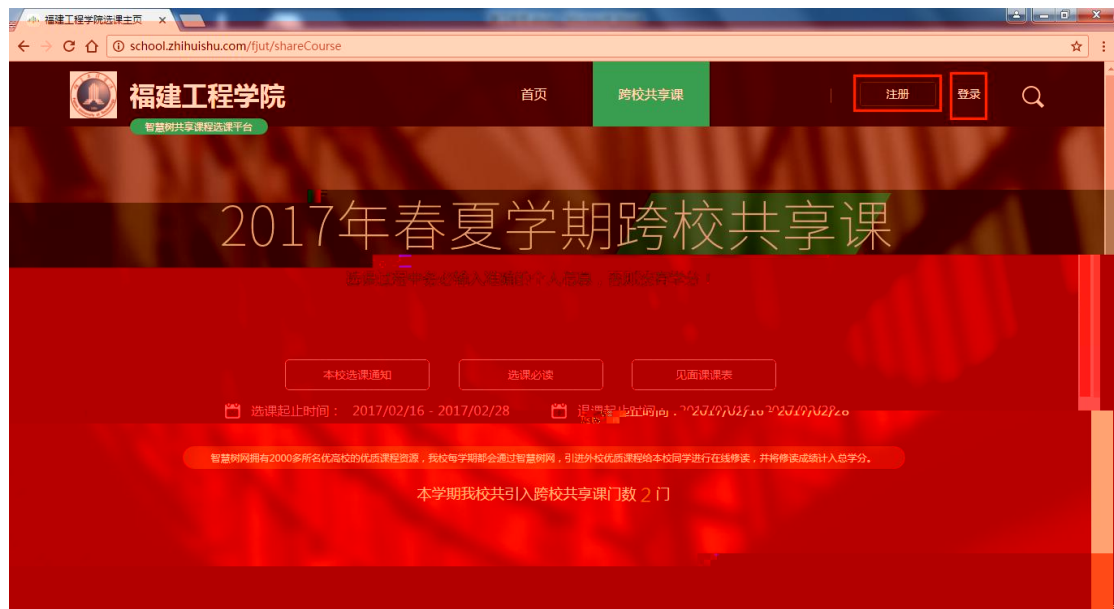 福建工程学院选课主页
school.zhihuishu.com/fjut/shareCourse
福建工程学院 首页 跨校共享课 注册 登录
智慧树共享课程选课平台
2017年春夏学期跨校共享课
本校选课通知 选课必读 见面课课表
选课起止时间： 2017/02/16 - 2017/02/28
智慧树网拥有2000多所名优高校的优质课程资源，我校每学期都会通过智慧树网，引进外校优质课程给本校同学进行在线修读，并将修读成绩计入总学分。
本学期我校共引入跨校共享课门数 2 门